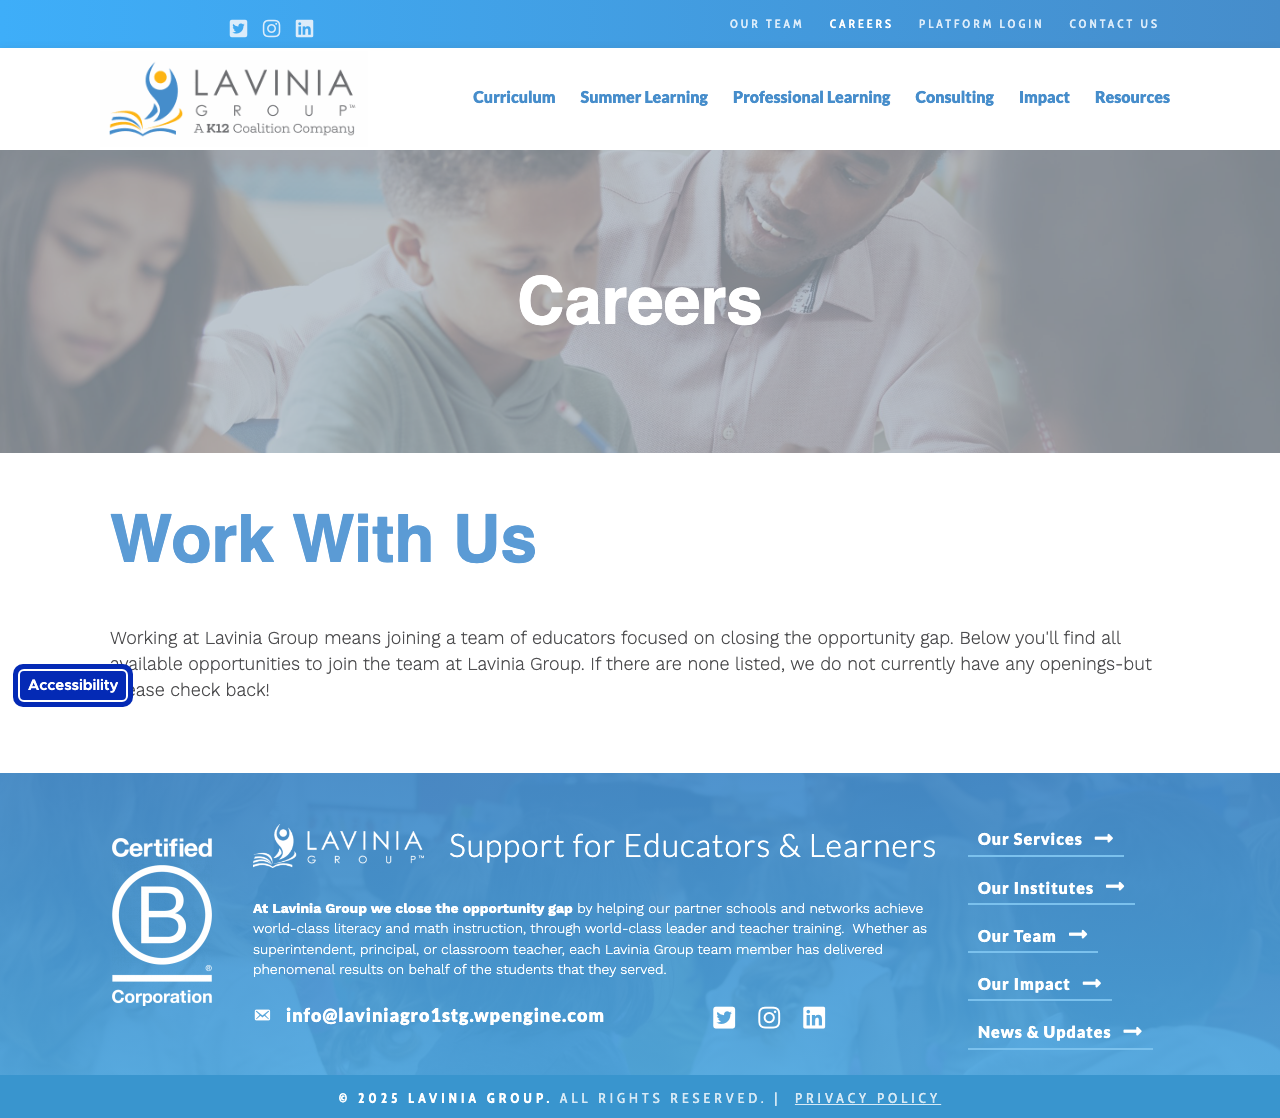 OUR TEAM CAREERS PLATFORM LOGIN CONTACT US
LAVINIA
GROUP™
A K12 Coalition Company
Curriculum Summer Learning Professional Learning Consulting Impact Resources
Careers
Work With Us
Working at Lavinia Group means joining a team of educators focused on closing the opportunity gap. Below you'll find all
available opportunities to join the team at Lavinia Group. If there are none listed, we do not currently have any openings-but
ease check back!
Accessibility
Certified
B
®
Corporation
LAVINIA
GROUP™
Support for Educators & Learners
At Lavinia Group we close the opportunity gap by helping our partner schools and networks achieve
world-class literacy and math instruction, through world-class leader and teacher training. Whether as
superintendent, principal, or classroom teacher, each Lavinia Group team member has delivered
phenomenal results on behalf of the students that they served.
info@laviniagro1stg.wpengine.com
Our Services
Our Institutes
Our Team
Our Impact
News & Updates
© 2025 LAVINIA GROUP. ALL RIGHTS RESERVED. | PRIVACY POLICY